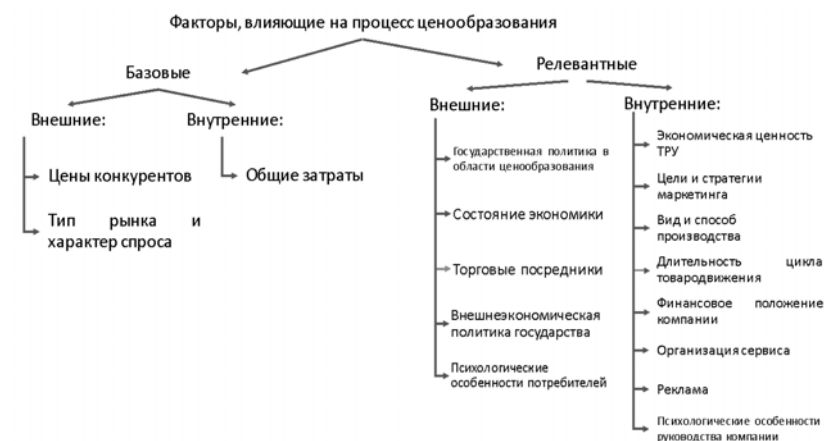 Факторы, влияющие на процесс ценообразования
Базовые
Релевантные
Внешние:
Внутренние:
Цены конкурентов
Тип рынка и
характер спроса
Общие затраты
Внешние:
Внутренние:
Государственная политика в
области ценообразования
Состояние экономики
Торговые посредники
Внешнеэкономическая
политика государства
Психологические
особенности потребителей
Экономическая ценность
ТРУ
Цели и стратегии
маркетинга
Вид и способ
производства
Длительность цикла
товародвижения
Финансовое положение
компании
Организация сервиса
Реклама
Психологические особенности
руководства компании